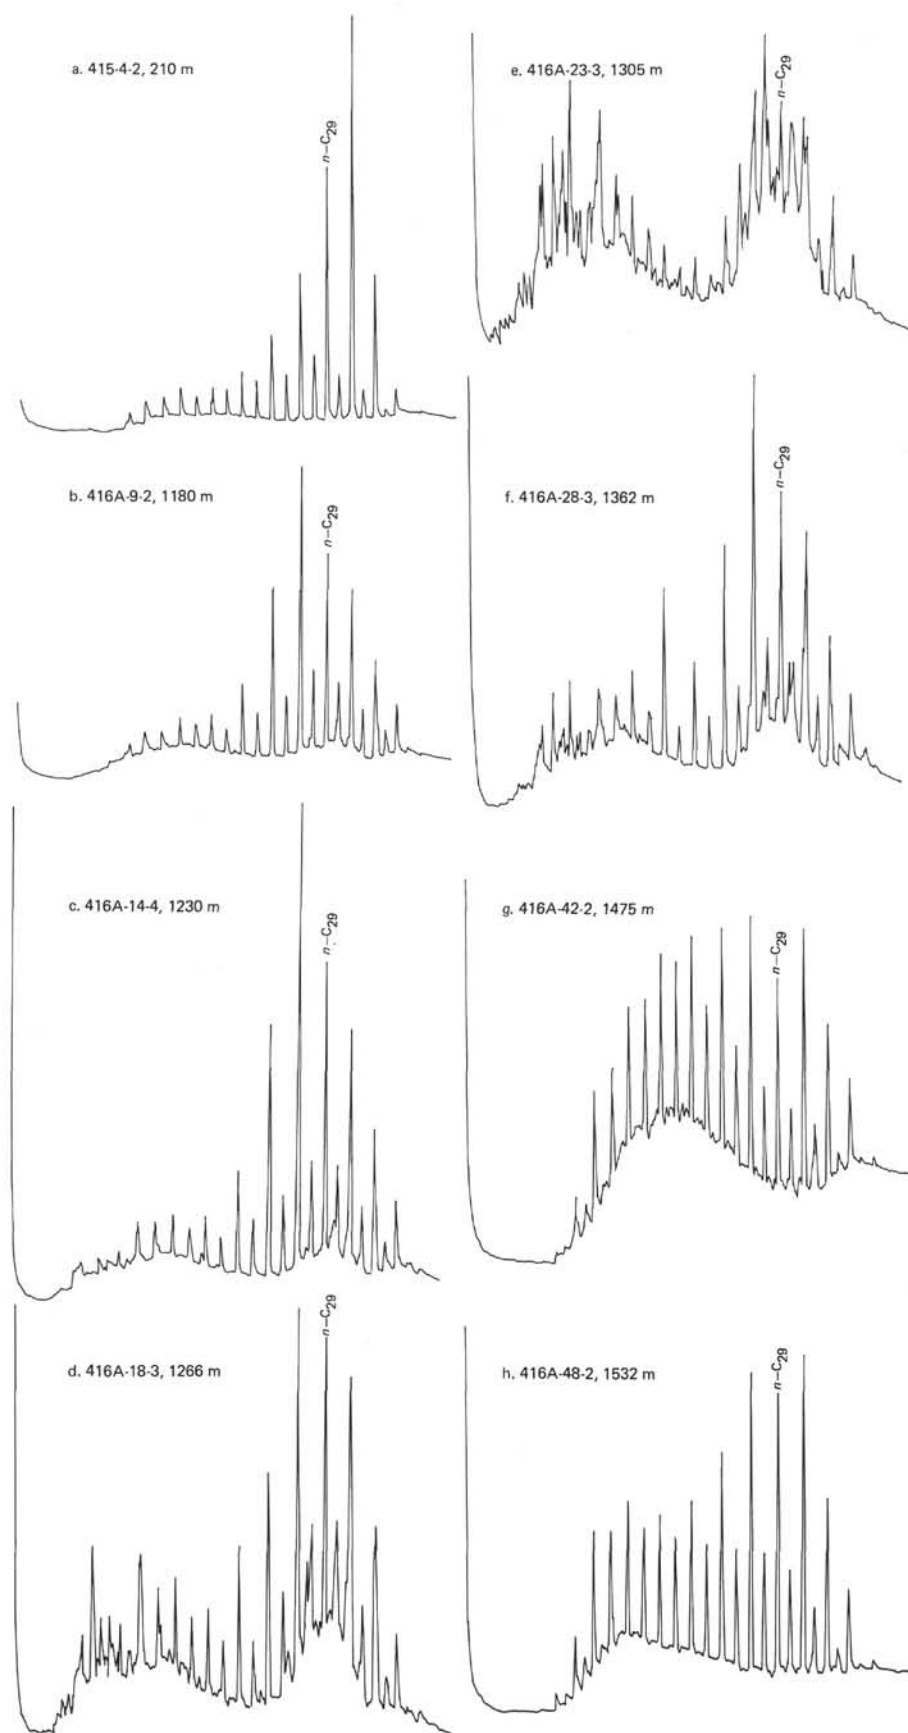 a. 415-4-2, 210 m
n–C29
b. 416A-9-2, 1180 m
n–C29
c. 416A-14-4, 1230 m
n–C29
d. 416A-18-3, 1266 m
n–C29
e. 416A-23-3, 1305 m
n–C29
f. 416A-28-3, 1362 m
n–C29
g. 416A-42-2, 1475 m
n–C29
h. 416A-48-2, 1532 m
n–C29